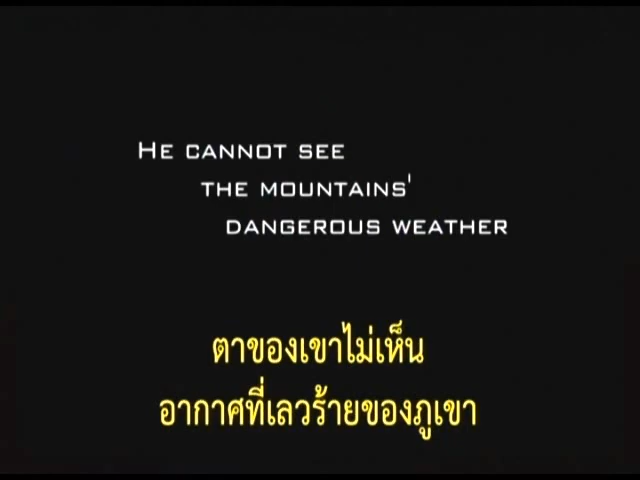 HE CANNOT SEE
THE MOUNTAINS'
DANGEROUS WEATHER
ตาของเขาไม่เห็น
อากาศที่เลวร้ายของภูเขา